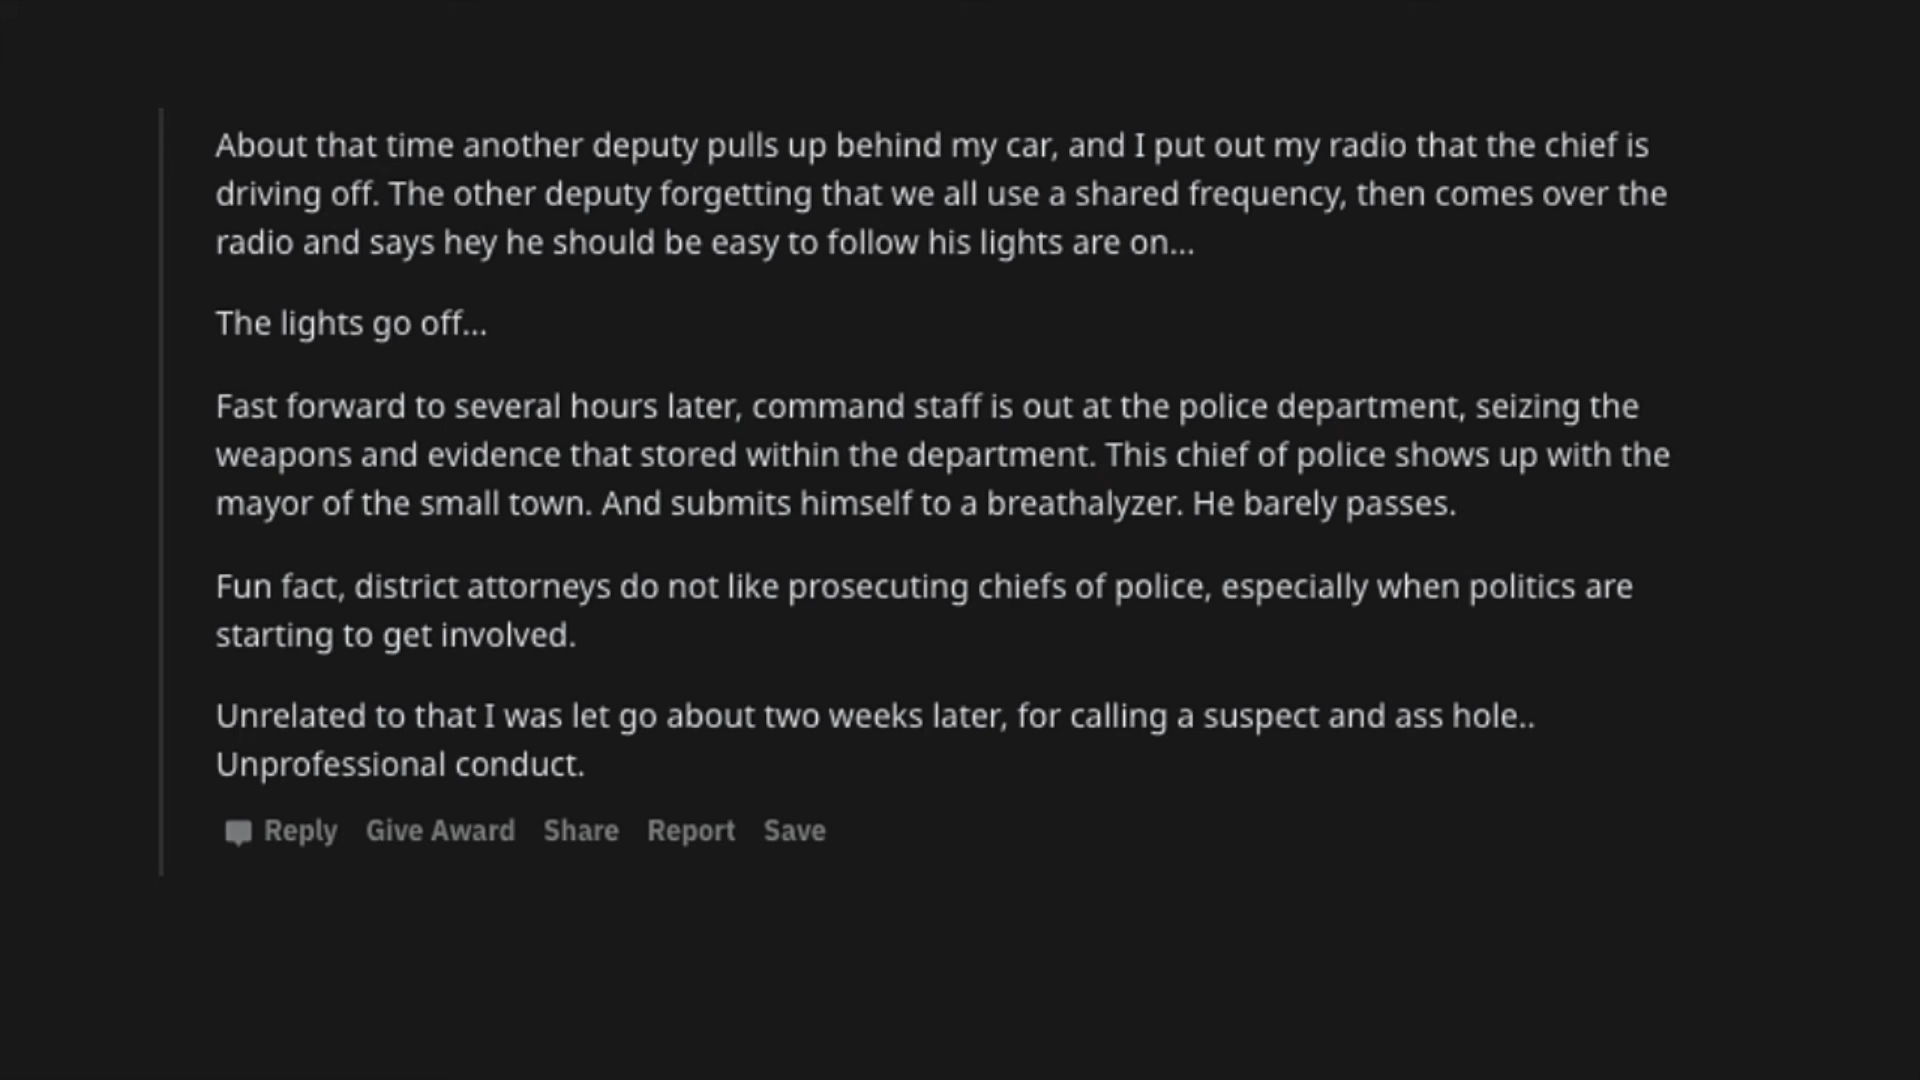 About that time another deputy pulls up behind my car, and I put out my radio that the chief is
driving off. The other deputy forgetting that we all use a shared frequency, then comes over the
radio and says hey he should be easy to follow his lights are on...
The lights go off...
Fast forward to several hours later, command staff is out at the police department, seizing the
weapons and evidence that stored within the department. This chief of police shows up with the
mayor of the small town. And submits himself to a breathalyzer. He barely passes.
Fun fact, district attorneys do not like prosecuting chiefs of police, especially when politics are
starting to get involved.
Unrelated to that I was let go about two weeks later, for calling a suspect and ass hole..
Unprofessional conduct.
Reply Give Award Share Report Save